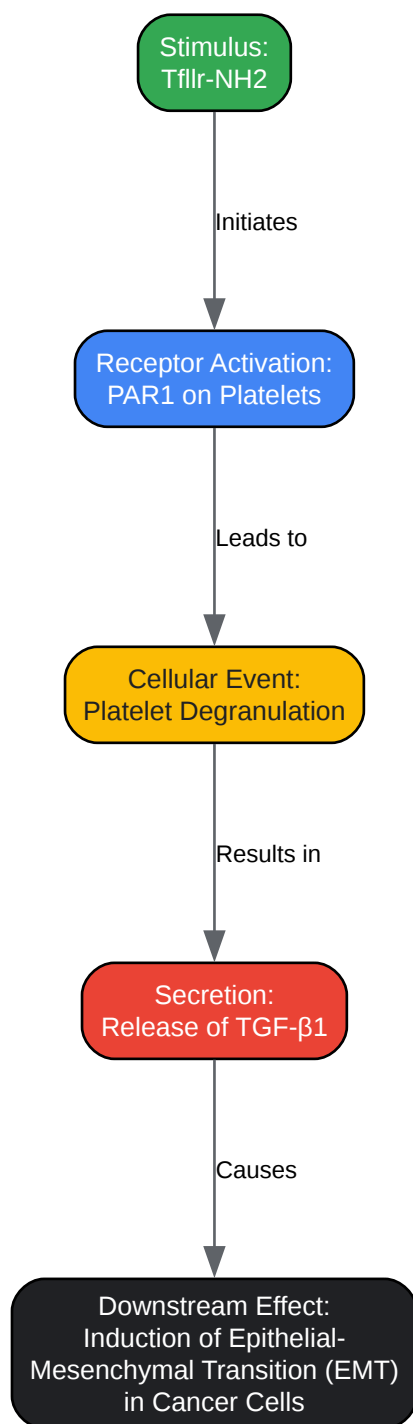 Stimulus:
Tfllr-NH2
Initiates
Receptor Activation:
PAR1 on Platelets
Leads to
Cellular Event:
Platelet Degranulation
Results in
Secretion:
Release of TGF-β1
Causes
Downstream Effect:
Induction of Epithelial-
Mesenchymal Transition (EMT)
in Cancer Cells